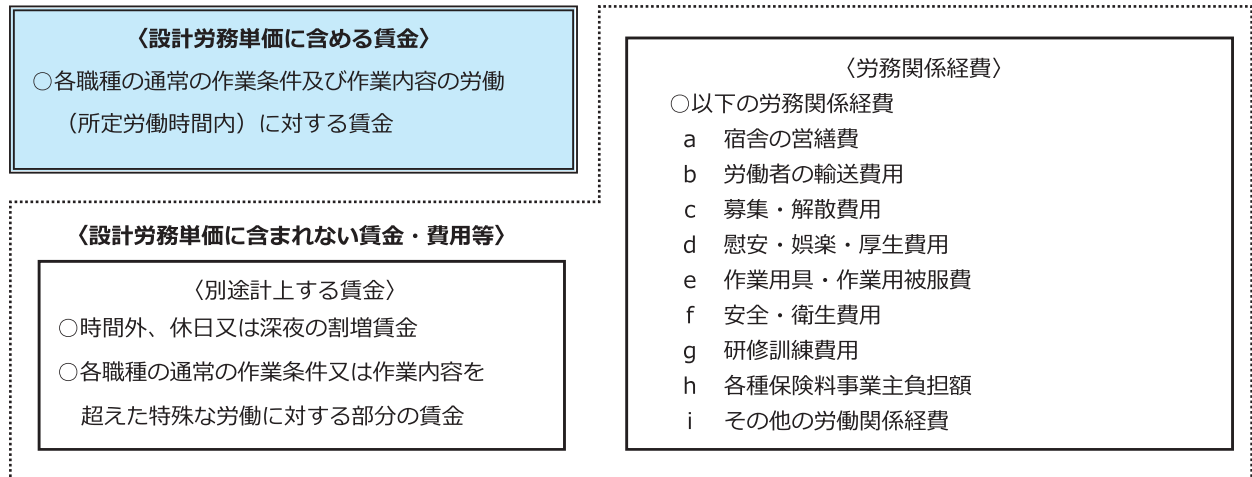 〈設計労務単価に含める賃金〉
○各職種の通常の作業条件及び作業内容の労働
（所定労働時間内）に対する賃金
〈設計労務単価に含まれない賃金・費用等〉
〈別途計上する賃金〉
○時間外、休日又は深夜の割増賃金
○各職種の通常の作業条件又は作業内容を
超えた特殊な労働に対する部分の賃金
〈労務関係経費〉
○以下の労務関係経費
a 宿舎の営繕費
b 労働者の輸送費用
c 募集・解散費用
d 慰安・娯楽・厚生費用
e 作業用具・作業用被服費
f 安全・衛生費用
g 研修訓練費用
h 各種保険料事業主負担額
i その他の労働関係経費